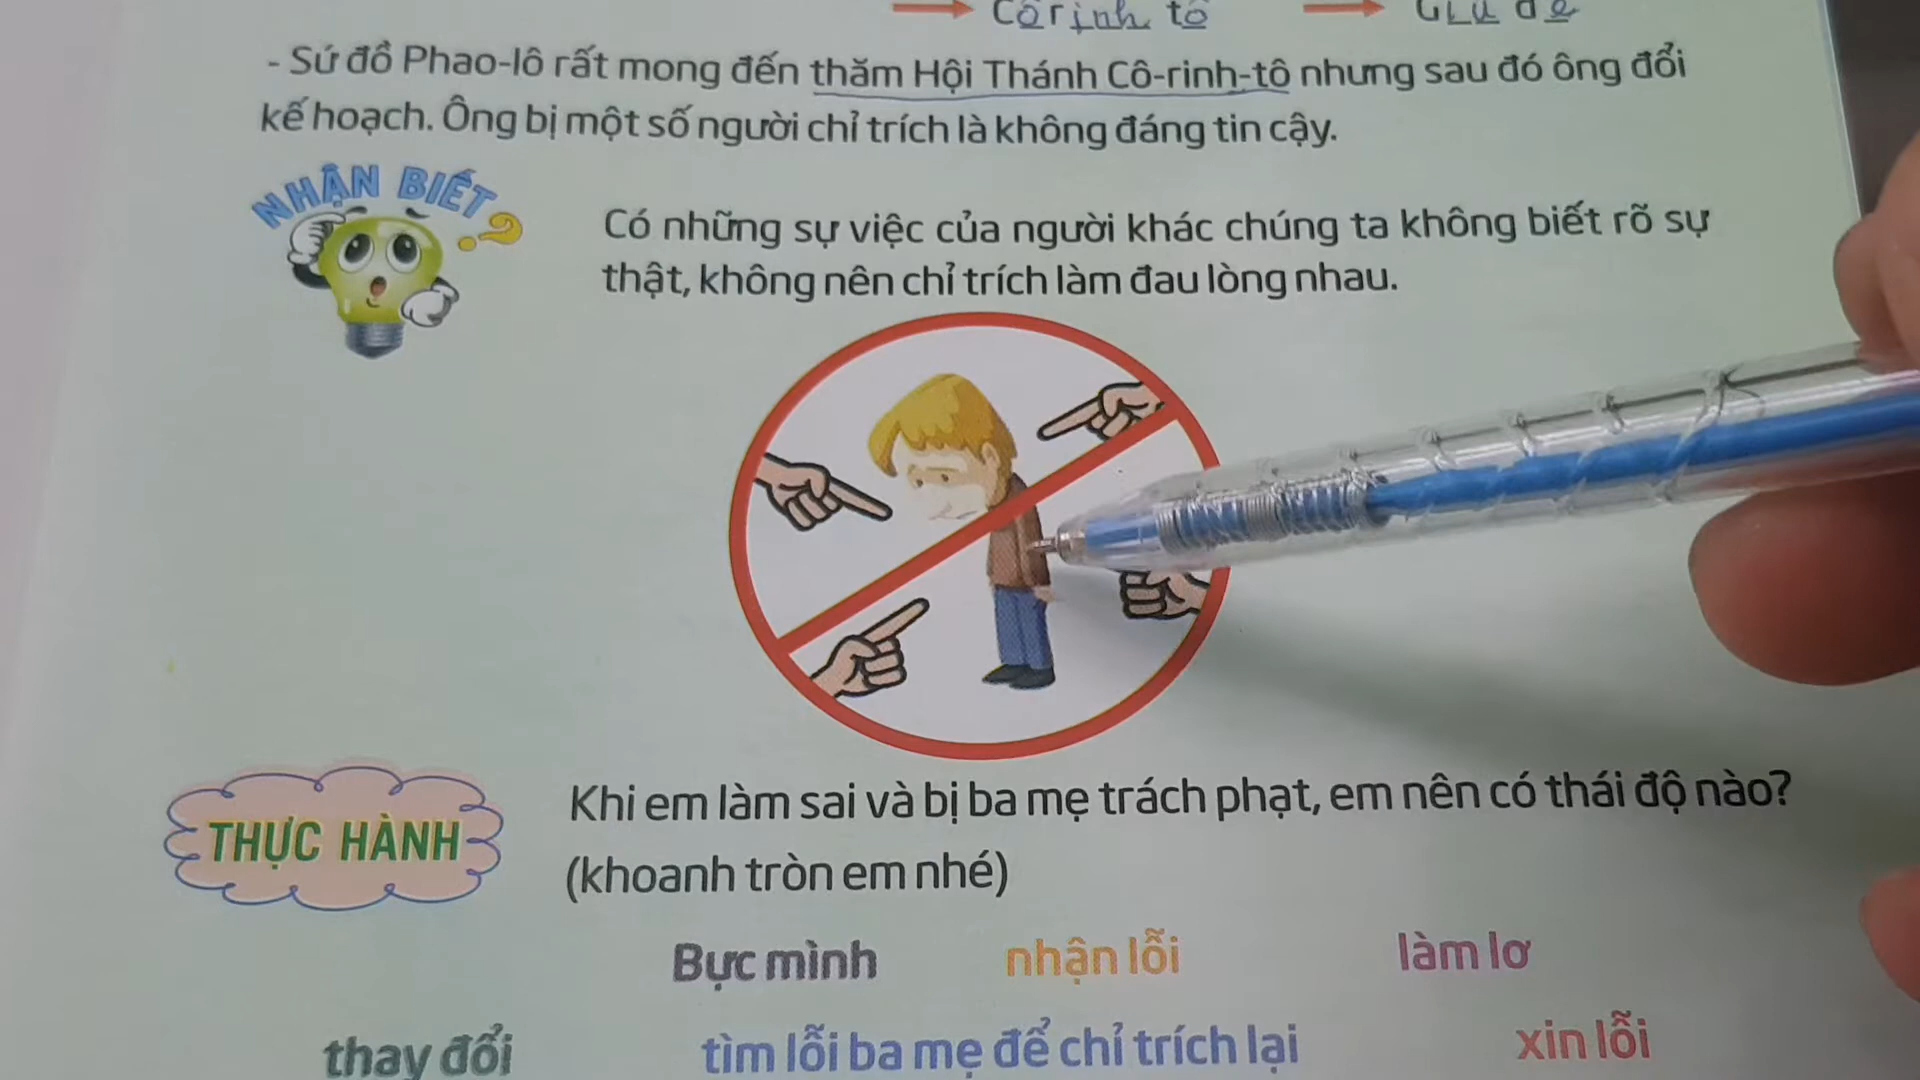 Côrinh tô
- Sứ đồ Phao-lô rất mong đến thăm Hội Thánh Cô-rinh-tô nhưng sau đó ông đổi
kế hoạch. Ông bị một số người chỉ trích là không đáng tin cậy.
NHẬN BIẾT?
Có những sự việc của người khác chúng ta không biết rõ sự
thật, không nên chỉ trích làm đau lòng nhau.
THỰC HÀNH
Khi em làm sai và bị ba mẹ trách phạt, em nên có thái độ nào?
(khoanh tròn em nhé)
Bực mình nhận lỗi làm lơ
thay đổi tìm lỗi ba mẹ để chỉ trích lại xin lỗi